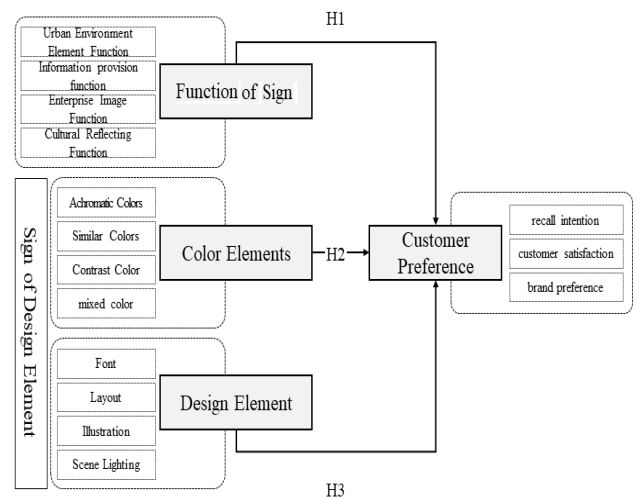 H1
Urban Environment
Element Function
Information provision
function
Enterprise Image
Function
Cultural Reflecting
Function
Function of Sign
Sign of Design Element
Achromatic Colors
Similar Colors
Contrast Color
mixed color
Color Elements
H2
Customer
Preference
recall intention
customer satisfaction
brand preference
Font
Layout
Illustration
Scene Lighting
Design Element
H3